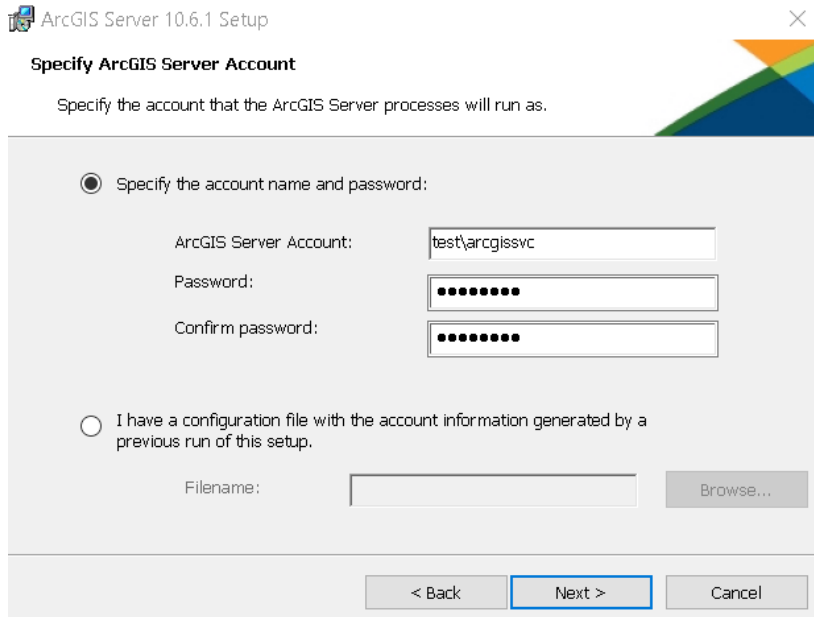 ArcGIS Server 10.6.1 Setup
Specify ArcGIS Server Account
Specify the account that the ArcGIS Server processes will run as.
Specify the account name and password:
ArcGIS Server Account: test\arcgissvc
Password: ●●●●●●●●
Confirm password: ●●●●●●●●
I have a configuration file with the account information generated by a
previous run of this setup.
Filename: Browse...
< Back Next > Cancel